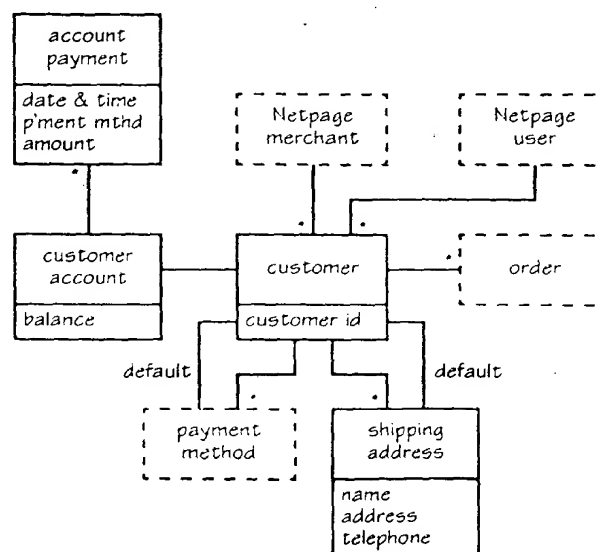 account
payment
date & time
p'ment mthd
amount
Netpage
merchant
Netpage
user
*
*
*
customer
account
balance
customer
customer id
*
order
default
default
*
*
payment
method
shipping
address
name
address
telephone